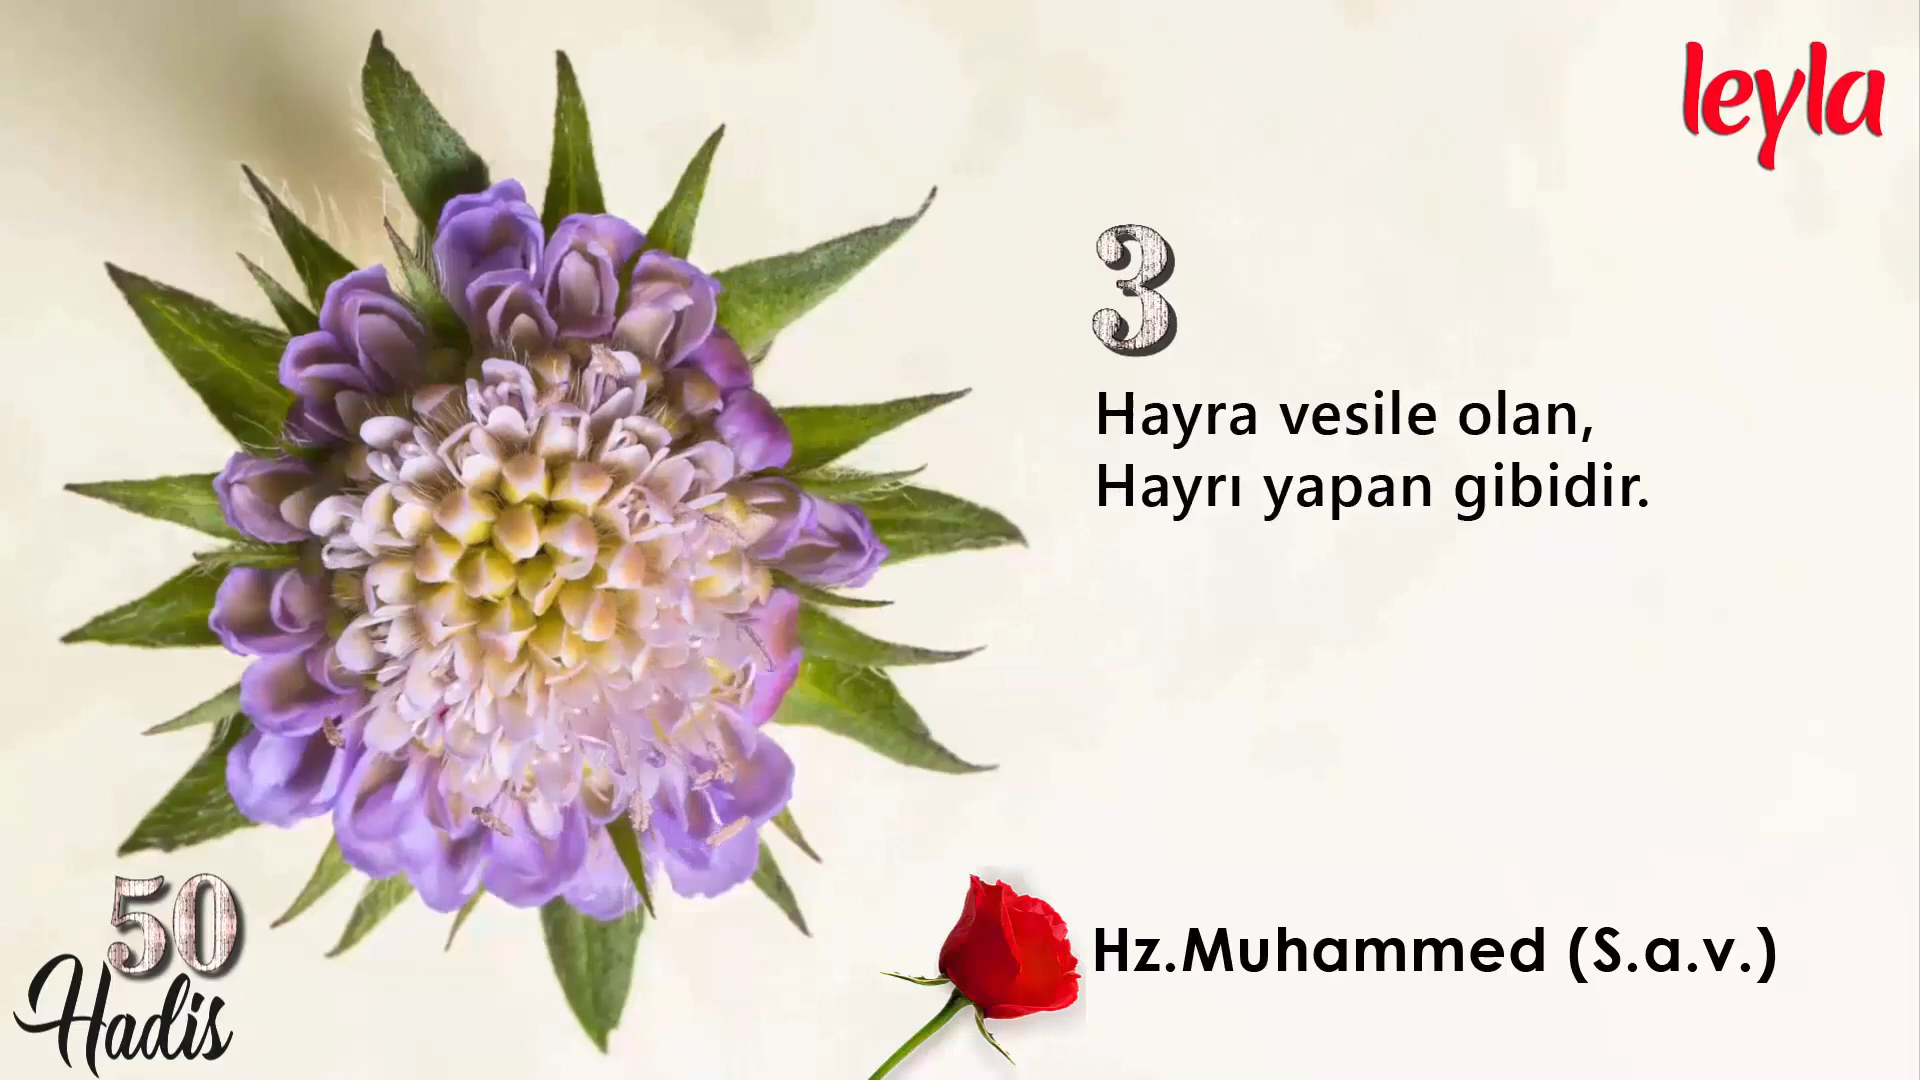 leyla
3
Hayra vesile olan,
Hayrı yapan gibidir.
50
Hadis
Hz.Muhammed (S.a.v.)